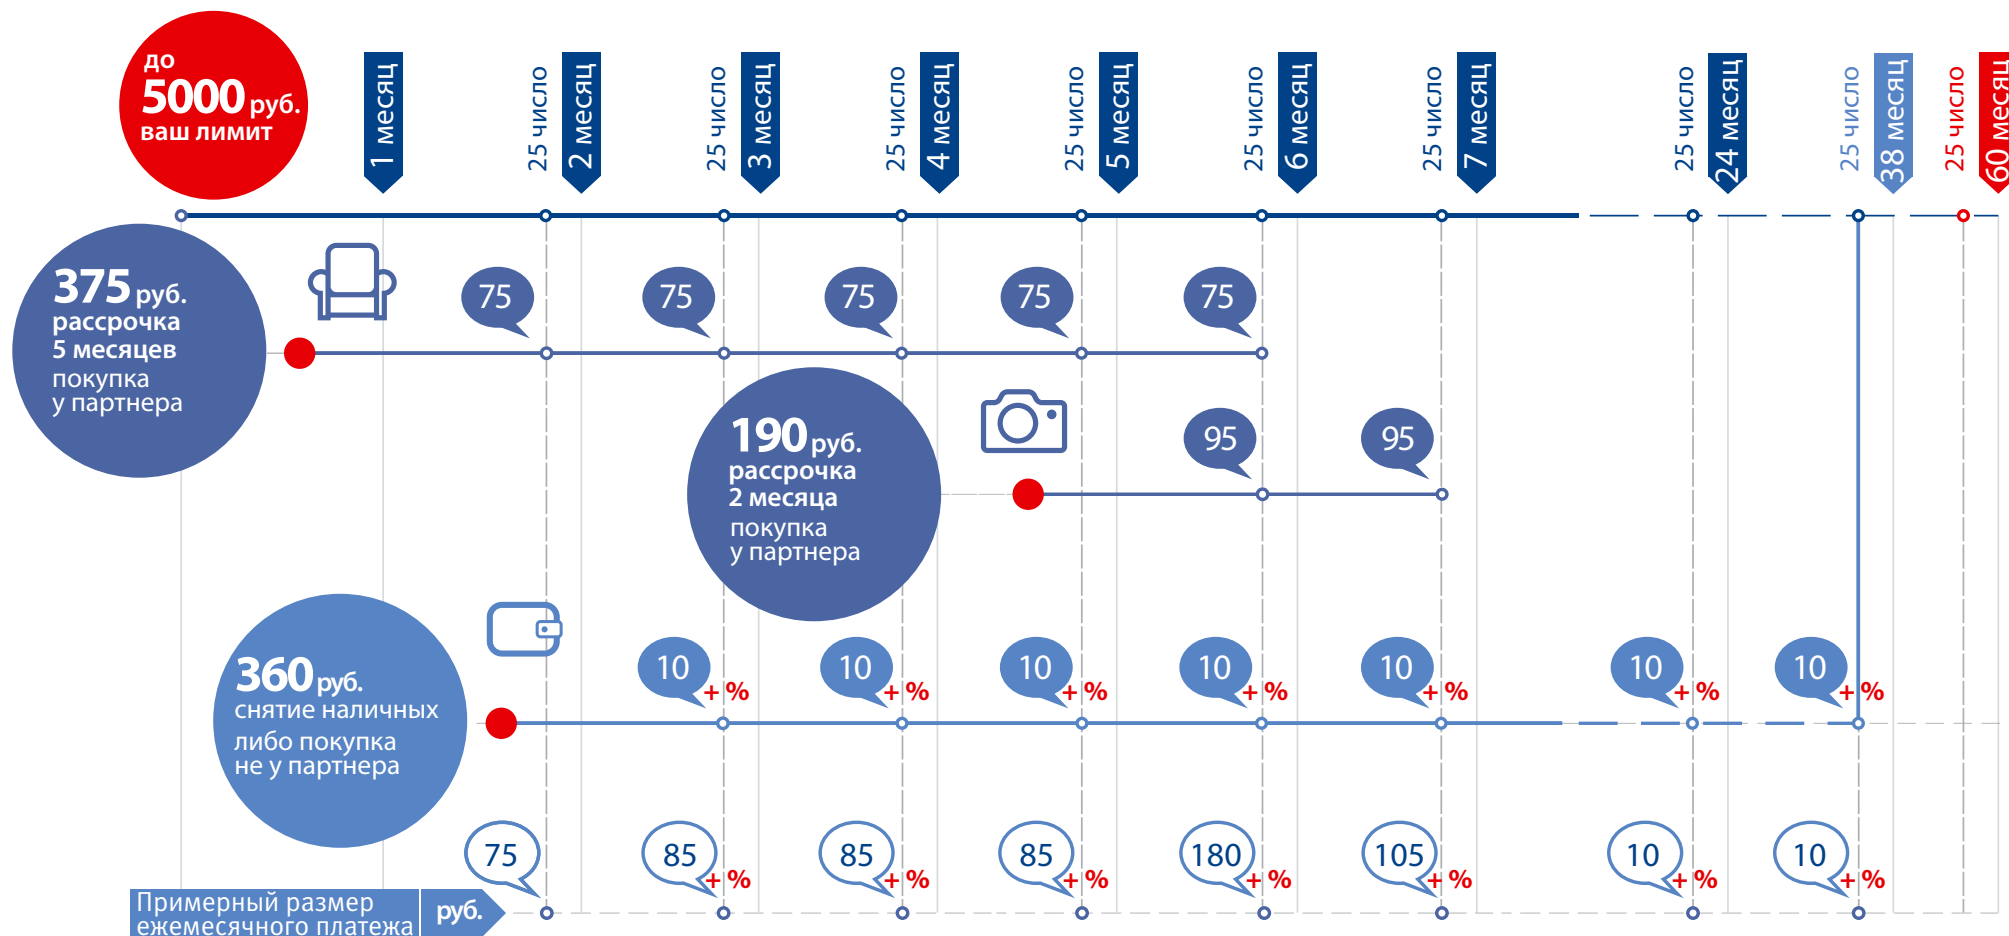 до
5000 руб.
ваш лимит
1 месяц
25 число
2 месяц
25 число
3 месяц
25 число
4 месяц
25 число
5 месяц
25 число
6 месяц
25 число
7 месяц
25 число
24 месяц
25 число
38 месяц
25 число
60 месяц
375 руб.
рассрочка
5 месяцев
покупка
у партнера
75
75
75
75
75
190 руб.
рассрочка
2 месяца
покупка
у партнера
95
95
360 руб.
снятие наличных
либо покупка
не у партнера
10 + %
10 + %
10 + %
10 + %
10 + %
10 + %
10 + %
Примерный размер
ежемесячного платежа
руб.
75
85 + %
85 + %
85 + %
180 + %
105 + %
10 + %
10 + %